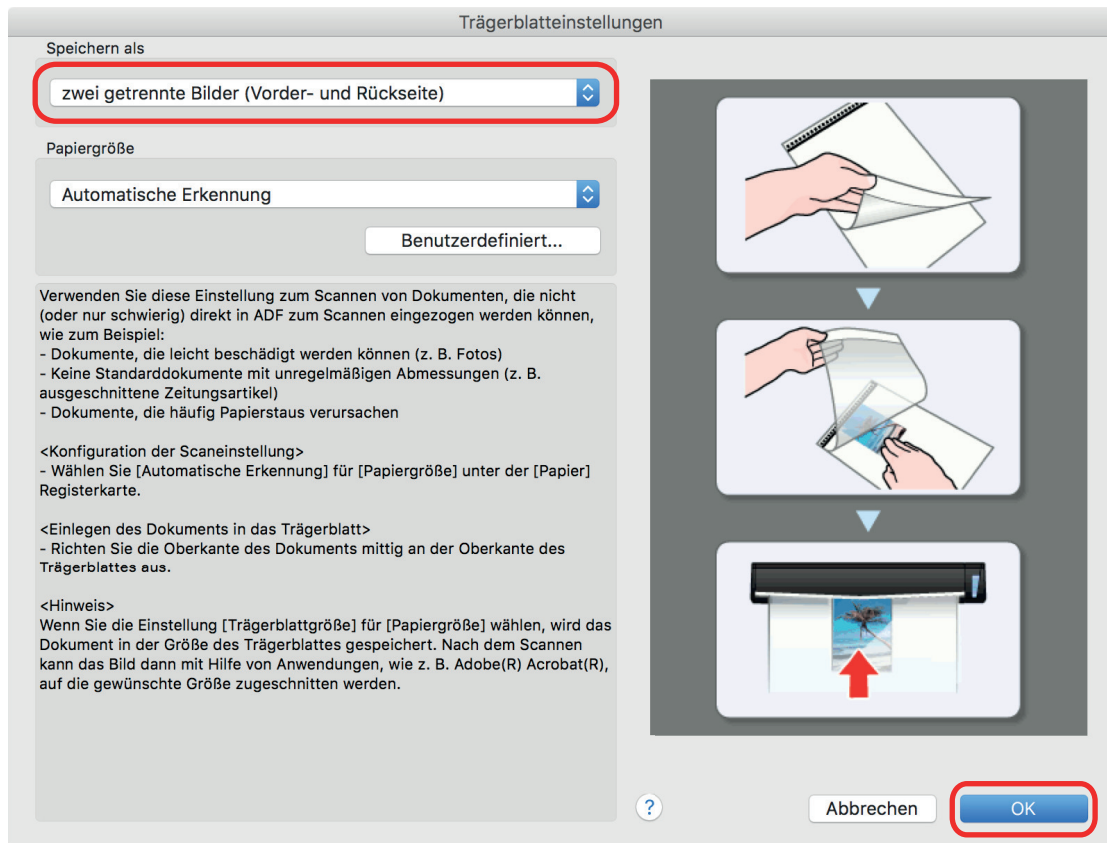 Trägerblatteinstellungen
Speichern als
zwei getrennte Bilder (Vorder- und Rückseite)
Papiergröße
Automatische Erkennung
Benutzerdefiniert...
Verwenden Sie diese Einstellung zum Scannen von Dokumenten, die nicht
(oder nur schwierig) direkt in ADF zum Scannen eingezogen werden können,
wie zum Beispiel:
- Dokumente, die leicht beschädigt werden können (z. B. Fotos)
- Keine Standarddokumente mit unregelmäßigen Abmessungen (z. B.
ausgeschnittene Zeitungsartikel)
- Dokumente, die häufig Papierstaus verursachen
<Konfiguration der Scaneinstellung>
- Wählen Sie [Automatische Erkennung] für [Papiergröße] unter der [Papier]
Registerkarte.
<Einlegen des Dokuments in das Trägerblatt>
- Richten Sie die Oberkante des Dokuments mittig an der Oberkante des
Trägerblattes aus.
<Hinweis>
Wenn Sie die Einstellung [Trägerblattgröße] für [Papiergröße] wählen, wird das
Dokument in der Größe des Trägerblattes gespeichert. Nach dem Scannen
kann das Bild dann mit Hilfe von Anwendungen, wie z. B. Adobe(R) Acrobat(R),
auf die gewünschte Größe zugeschnitten werden.
?
Abbrechen
OK